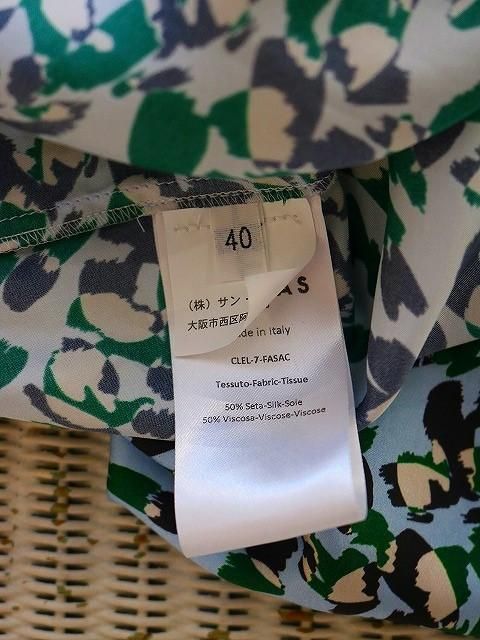 40
(株) サン
AS
大阪市西区
de in Italy
CLEL-7-FASAC
Tessuto-Fabric-Tissue
50% Seta-Silk-Soie
50% Viscosa-Viscose-Viscose